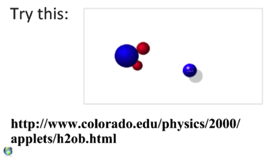 Try this:
http://www.colorado.edu/physics/2000/
applets/h2ob.html